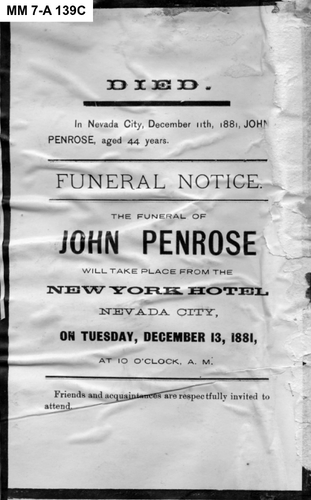 MM 7-A 139C
DIED.
In Nevada City, December 11th, 1881, JOHN
PENROSE, aged 44 years.
FUNERAL NOTICE.
THE FUNERAL OF
JOHN PENROSE
WILL TAKE PLACE FROM THE
NEW YORK HOTEL
NEVADA CITY,
ON TUESDAY, DECEMBER 13, 1881,
AT 10 O'CLOCK, A. M.
Friends and acquaintances are respectfully invited to
attend.